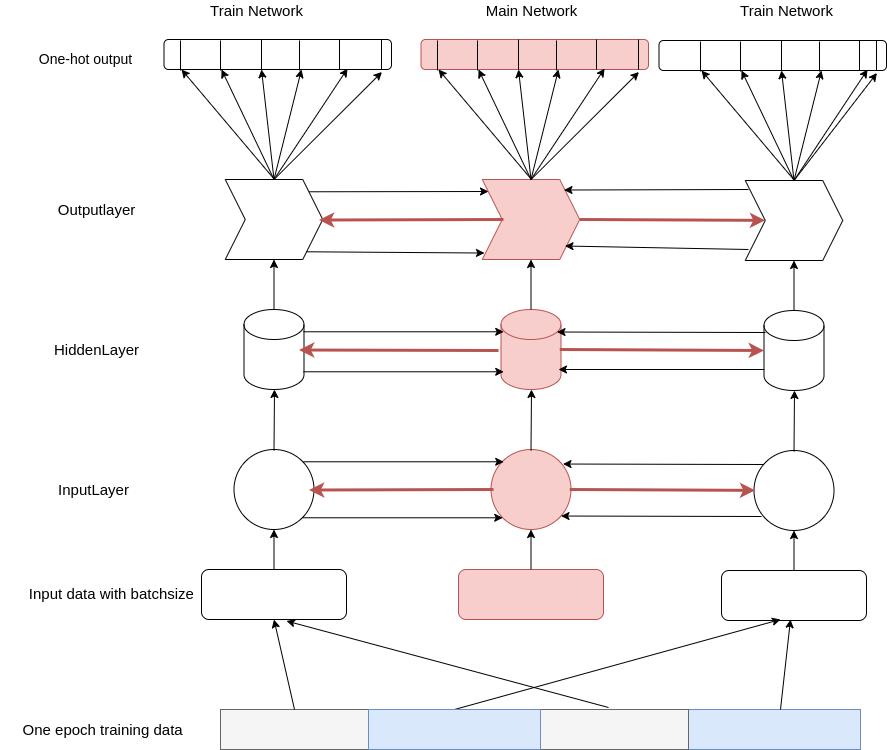 Train Network
Main Network
Train Network
One-hot output
Outputlayer
HiddenLayer
InputLayer
Input data with batchsize
One epoch training data